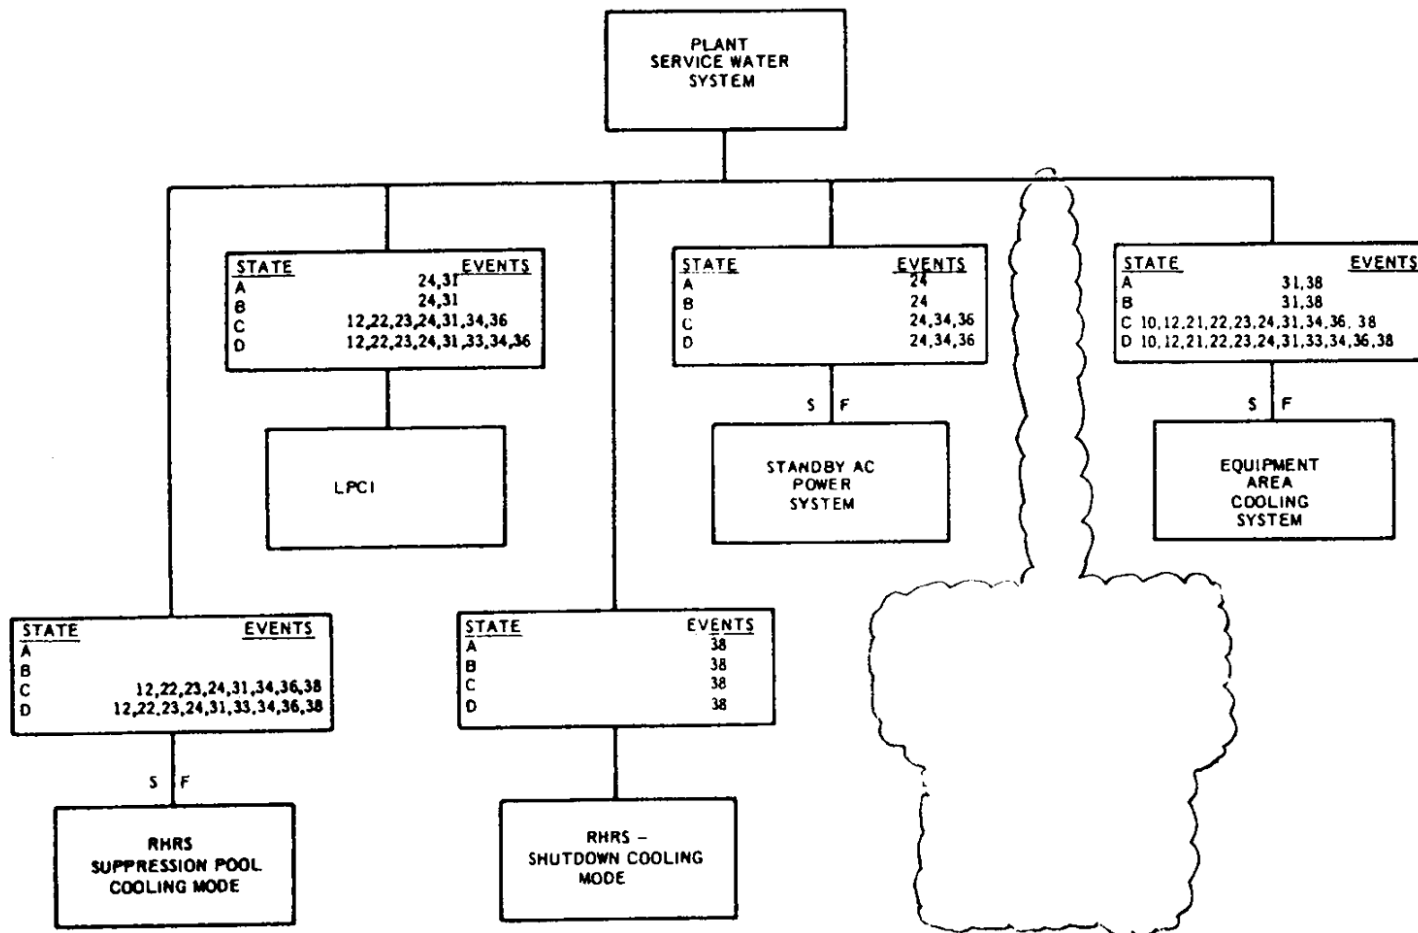 PLANT
SERVICE WATER
SYSTEM
STATE EVENTS
A 24,31
B 24,31
C 12,22,23,24,31,34,36
D 12,22,23,24,31,33,34,36
LPCI
STATE EVENTS
A 24
B 24
C 24,34,36
D 24,34,36
S F
STANDBY AC
POWER
SYSTEM
STATE EVENTS
A 31,38
B 31,38
C 10,12,21,22,23,24,31,34,36,38
D 10,12,21,22,23,24,31,33,34,36,38
S F
EQUIPMENT
AREA
COOLING
SYSTEM
STATE EVENTS
A
B
C 12,22,23,24,31,34,36,38
D 12,22,23,24,31,33,34,36,38
S F
RHRS
SUPPRESSION POOL
COOLING MODE
STATE EVENTS
A 38
B 38
C 38
D 38
RHRS –
SHUTDOWN COOLING
MODE